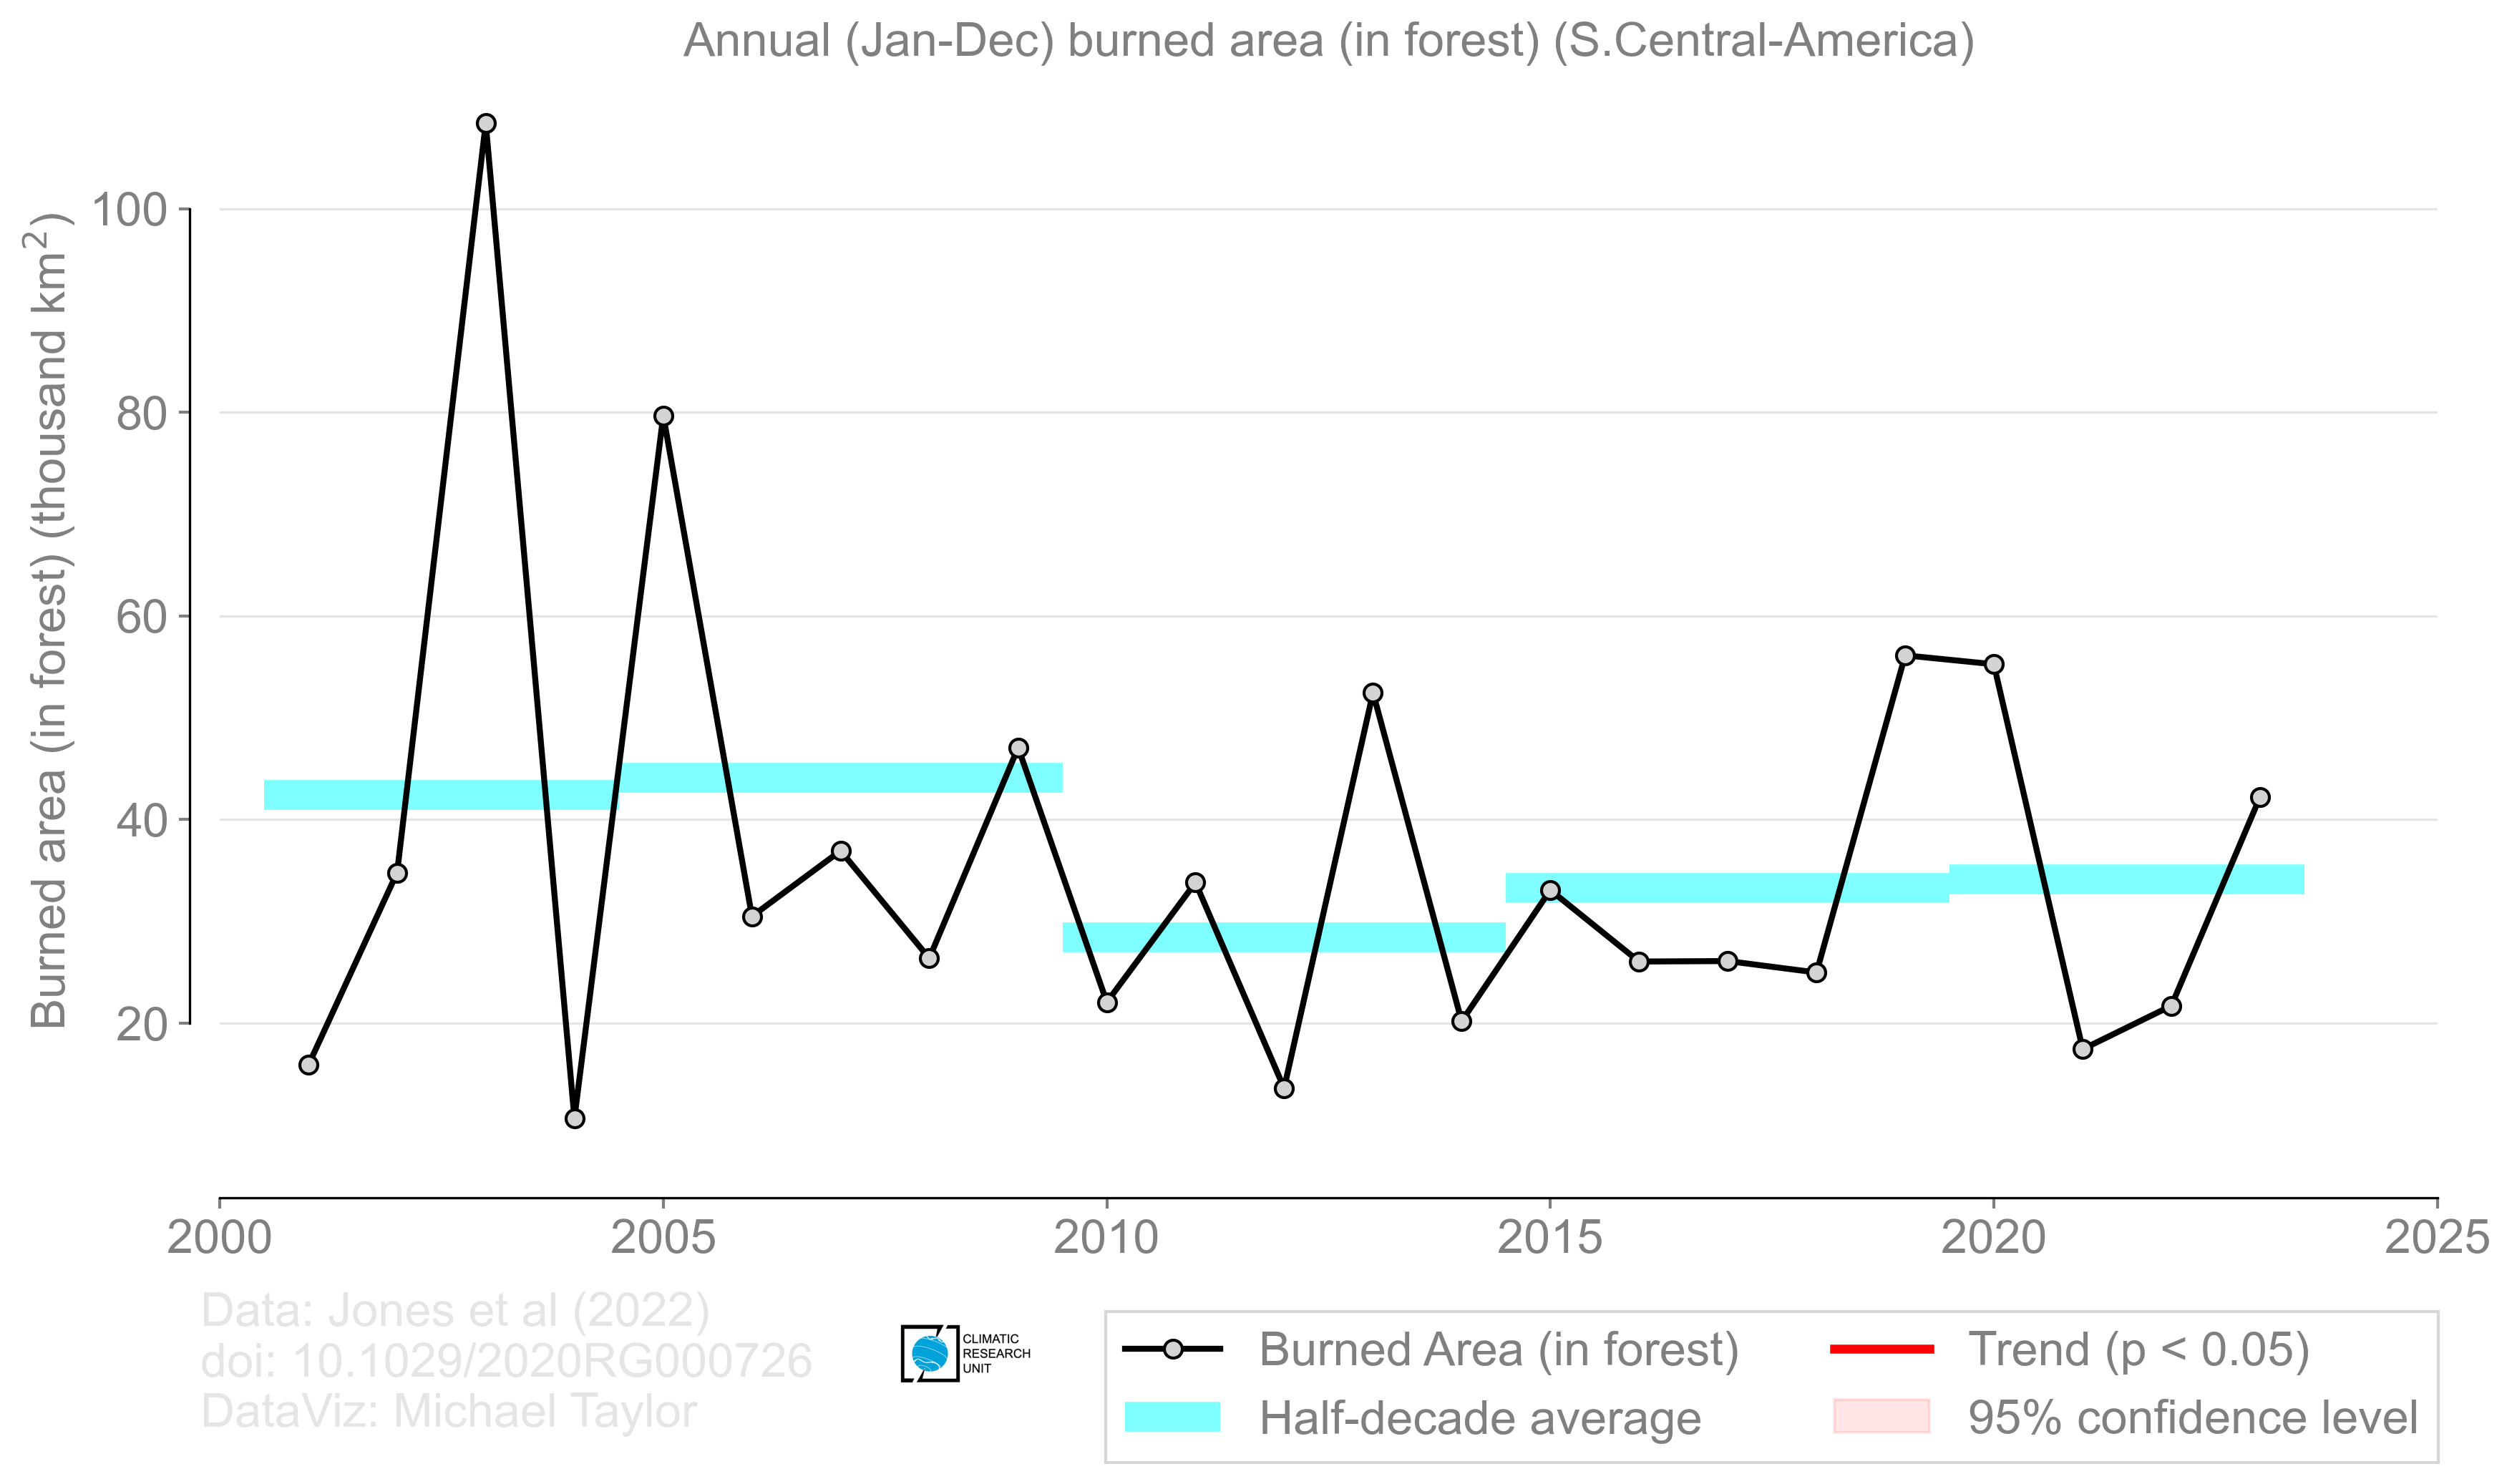 Annual (Jan-Dec) burned area (in forest) (S.Central-America)
Burned area (in forest) (thousand km²)
100
80
60
40
20
2000
2005
2010
2015
2020
2025
Data: Jones et al (2022)
doi: 10.1029/2020RG000726
DataViz: Michael Taylor
CLIMATIC
RESEARCH
UNIT
Burned Area (in forest)
Half-decade average
Trend (p < 0.05)
95% confidence level